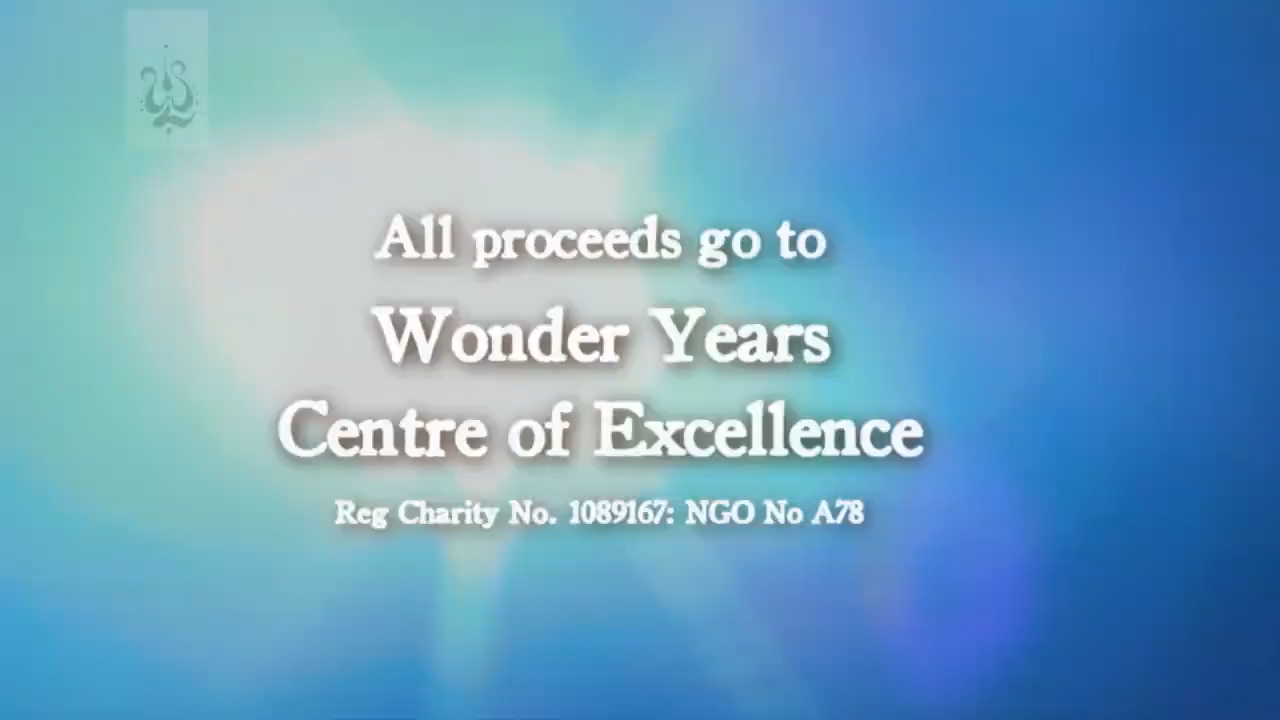 All proceeds go to
Wonder Years
Centre of Excellence
Reg Charity No. 1089167: NGO No A78